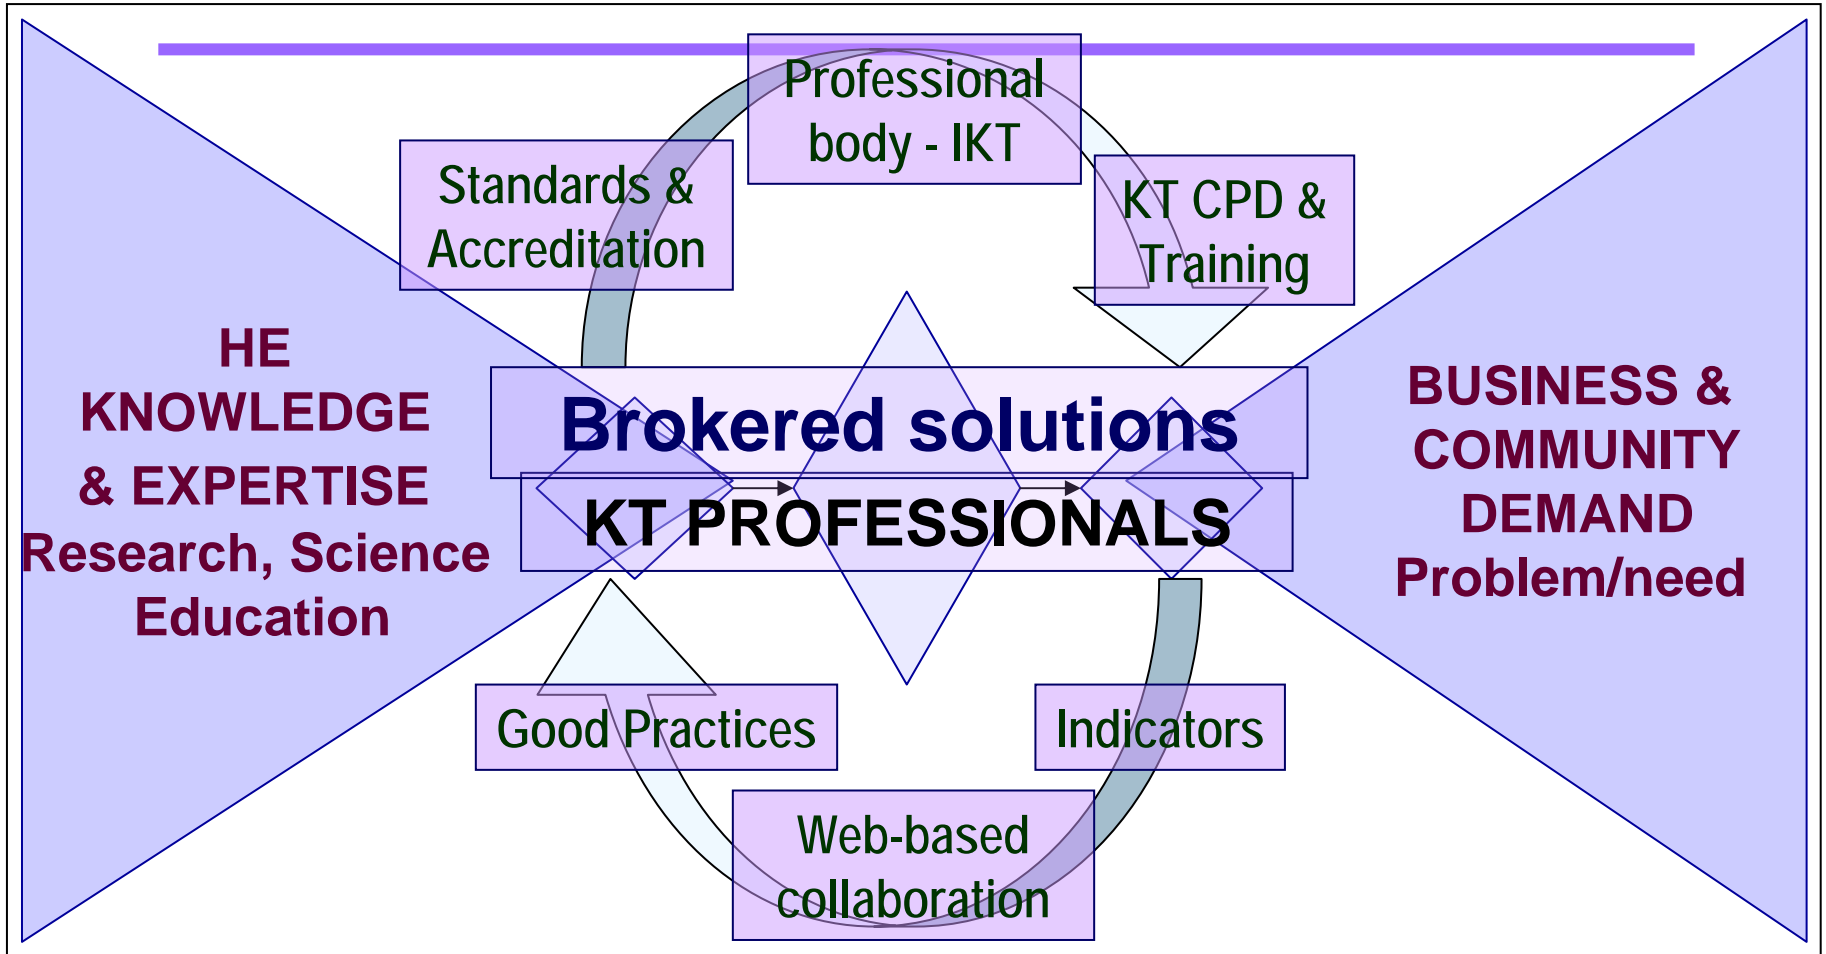 Professional
body - IKT
Standards &
Accreditation
KT CPD &
Training
HE
KNOWLEDGE
& EXPERTISE
Research, Science
Education
Brokered solutions
KT PROFESSIONALS
BUSINESS &
COMMUNITY
DEMAND
Problem/need
Good Practices
Indicators
Web-based
collaboration